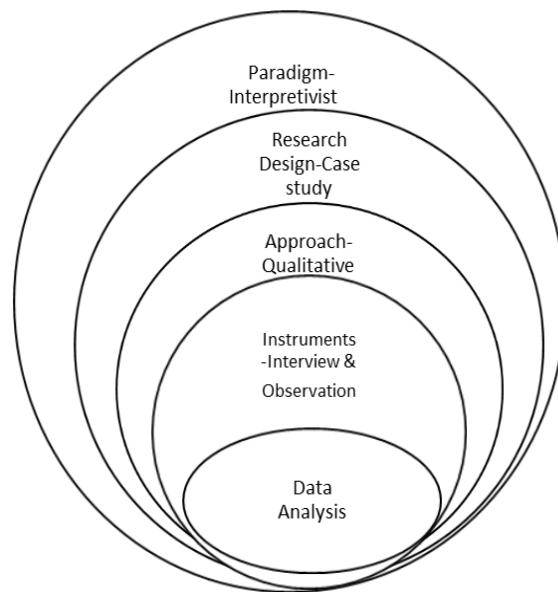 Paradigm-
Interpretivist
Research
Design-Case
study
Approach-
Qualitative
Instruments
-Interview &
Observation
Data
Analysis